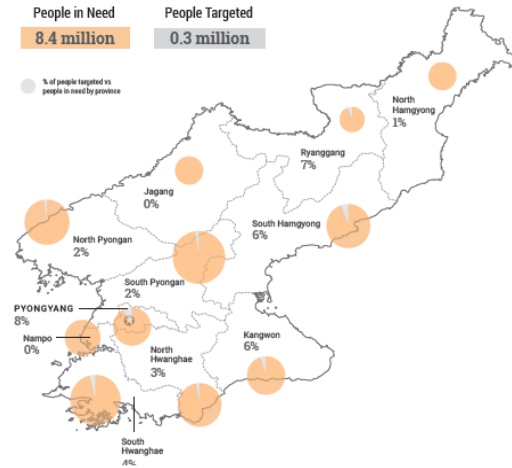 People in Need
People Targeted
8.4 million
0.3 million
% of people targeted vs
people in need by province
North
Hamgyong
1%
Ryanggang
7%
Jagang
0%
South Hamgyong
6%
North Pyongan
2%
South Pyongan
2%
PYONGYANG
8%
Nampo
0%
North
Hwanghae
3%
Kangwon
6%
South
Hwanghae
4%